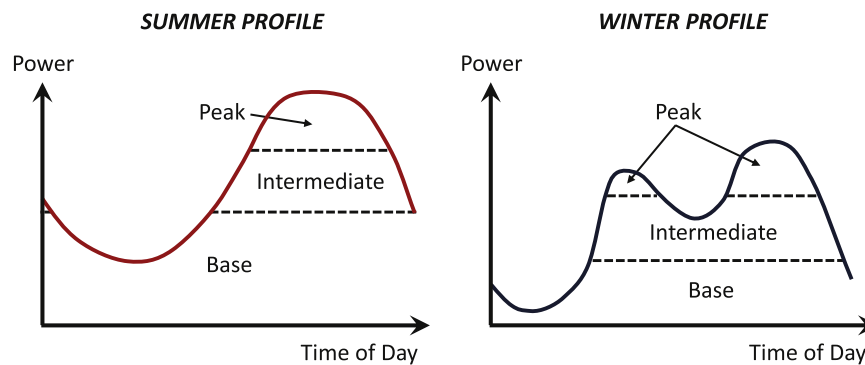 SUMMER PROFILE
Power
Peak
Intermediate
Base
Time of Day
WINTER PROFILE
Power
Peak
Intermediate
Base
Time of Day